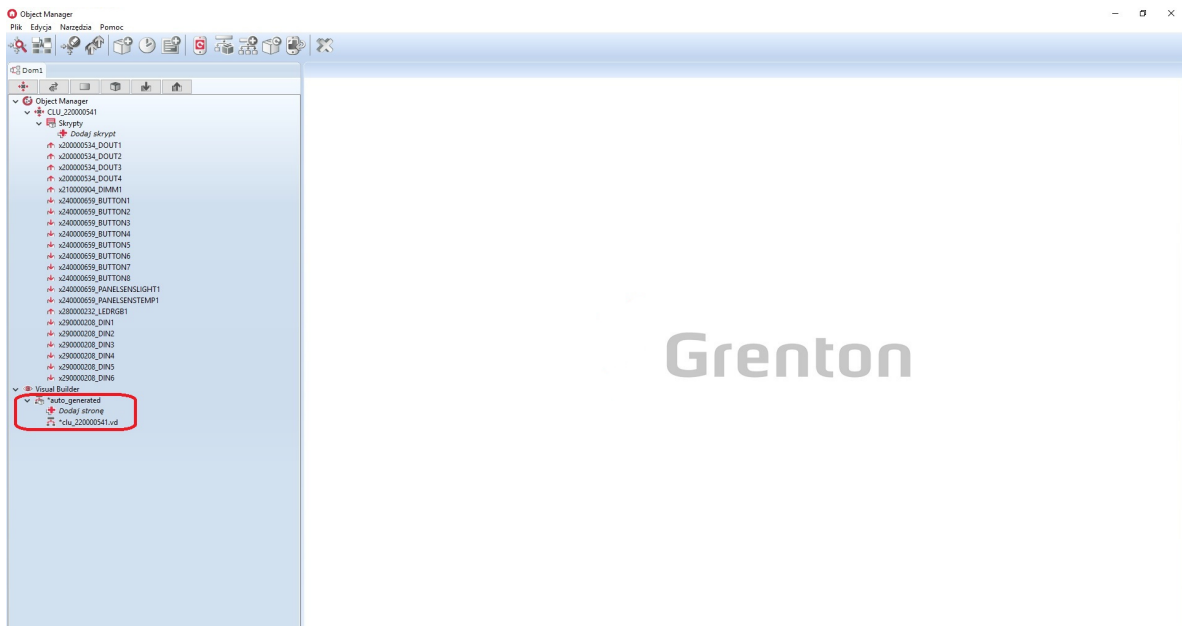 Object Manager
Plik Edycja Narzędzia Pomoc
Dom1
Object Manager
CLU_220000541
Skrypty
Dodaj skrypt
x200000534_DOUT1
x200000534_DOUT2
x200000534_DOUT3
x200000534_DOUT4
x210000904_DIMM1
x240000659_BUTTON1
x240000659_BUTTON2
x240000659_BUTTON3
x240000659_BUTTON4
x240000659_BUTTON5
x240000659_BUTTON6
x240000659_BUTTON7
x240000659_BUTTON8
x240000659_PANELSENSLIGHT1
x240000659_PANELSENSTEMP1
x280000232_LEDRGB1
x290000208_DIN1
x290000208_DIN2
x290000208_DIN3
x290000208_DIN4
x290000208_DIN5
x290000208_DIN6
Visual Builder
*auto_generated
Dodaj stronę
*clu_220000541.vd
Grenton